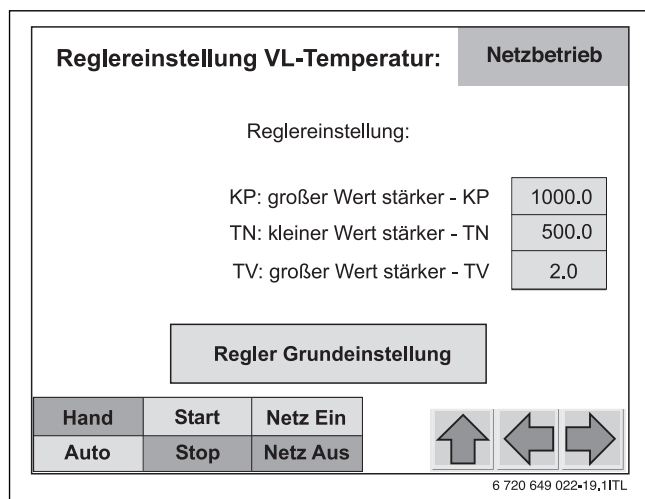 Reglereinstellung VL-Temperatur: Netzbetrieb
Reglereinstellung:
KP: großer Wert stärker - KP 1000.0
TN: kleiner Wert stärker - TN 500.0
TV: großer Wert stärker - TV 2.0
Regler Grundeinstellung
Hand Start Netz Ein
Auto Stop Netz Aus
6 720 649 022-19.1ITL